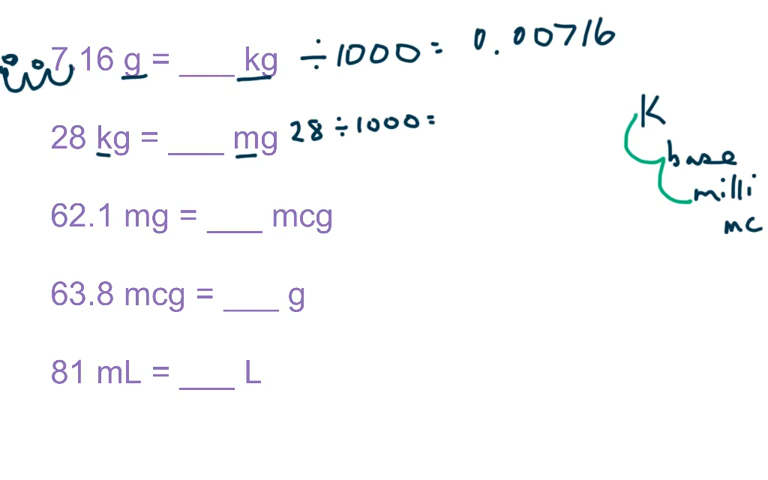 7.16 g = ___ kg ÷1000= 0.00716
28 kg = ___ mg 28÷1000=
62.1 mg = ___ mcg
63.8 mcg = ___ g
81 mL = ___ L
K
base
milli
mc